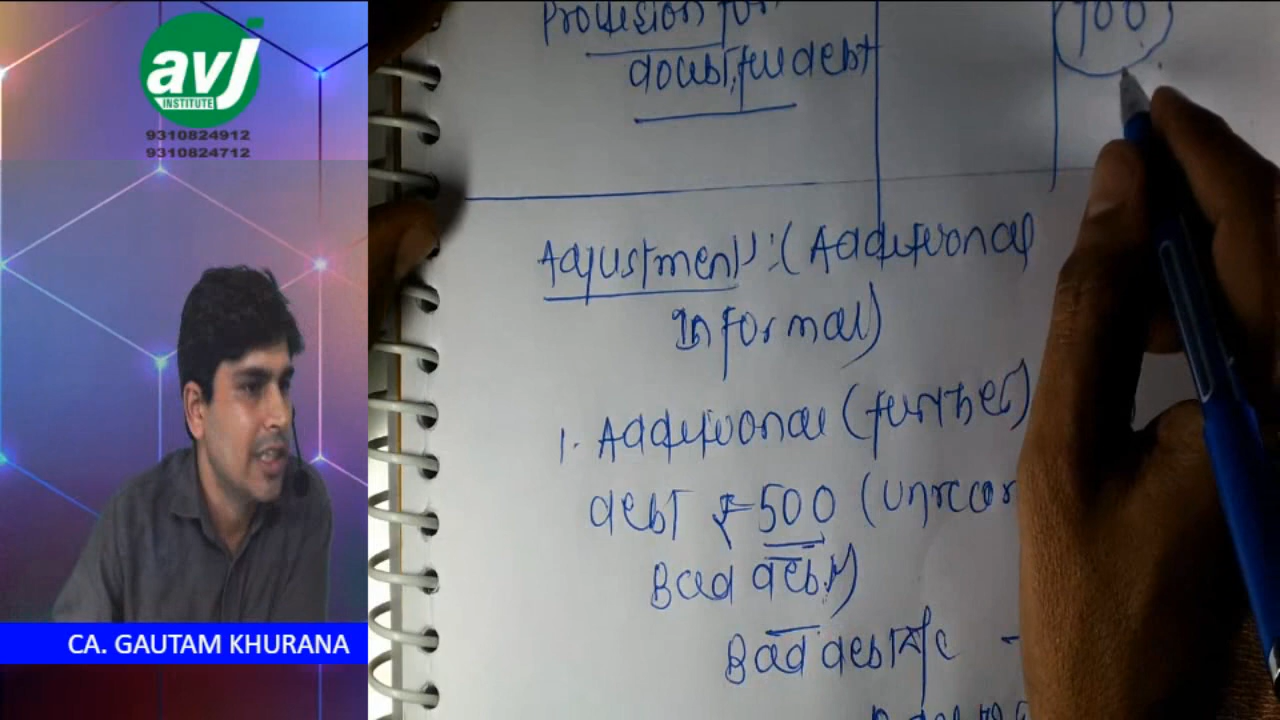 avj
INSTITUTE
9310824912
9310824712
CA. GAUTAM KHURANA
Provision for
doubtful debt
700
Adjustment :( Additional
Informal)
1. Additional (further)
debt ₹500 (unrecor
Bad debt)
Bad debt A/c -